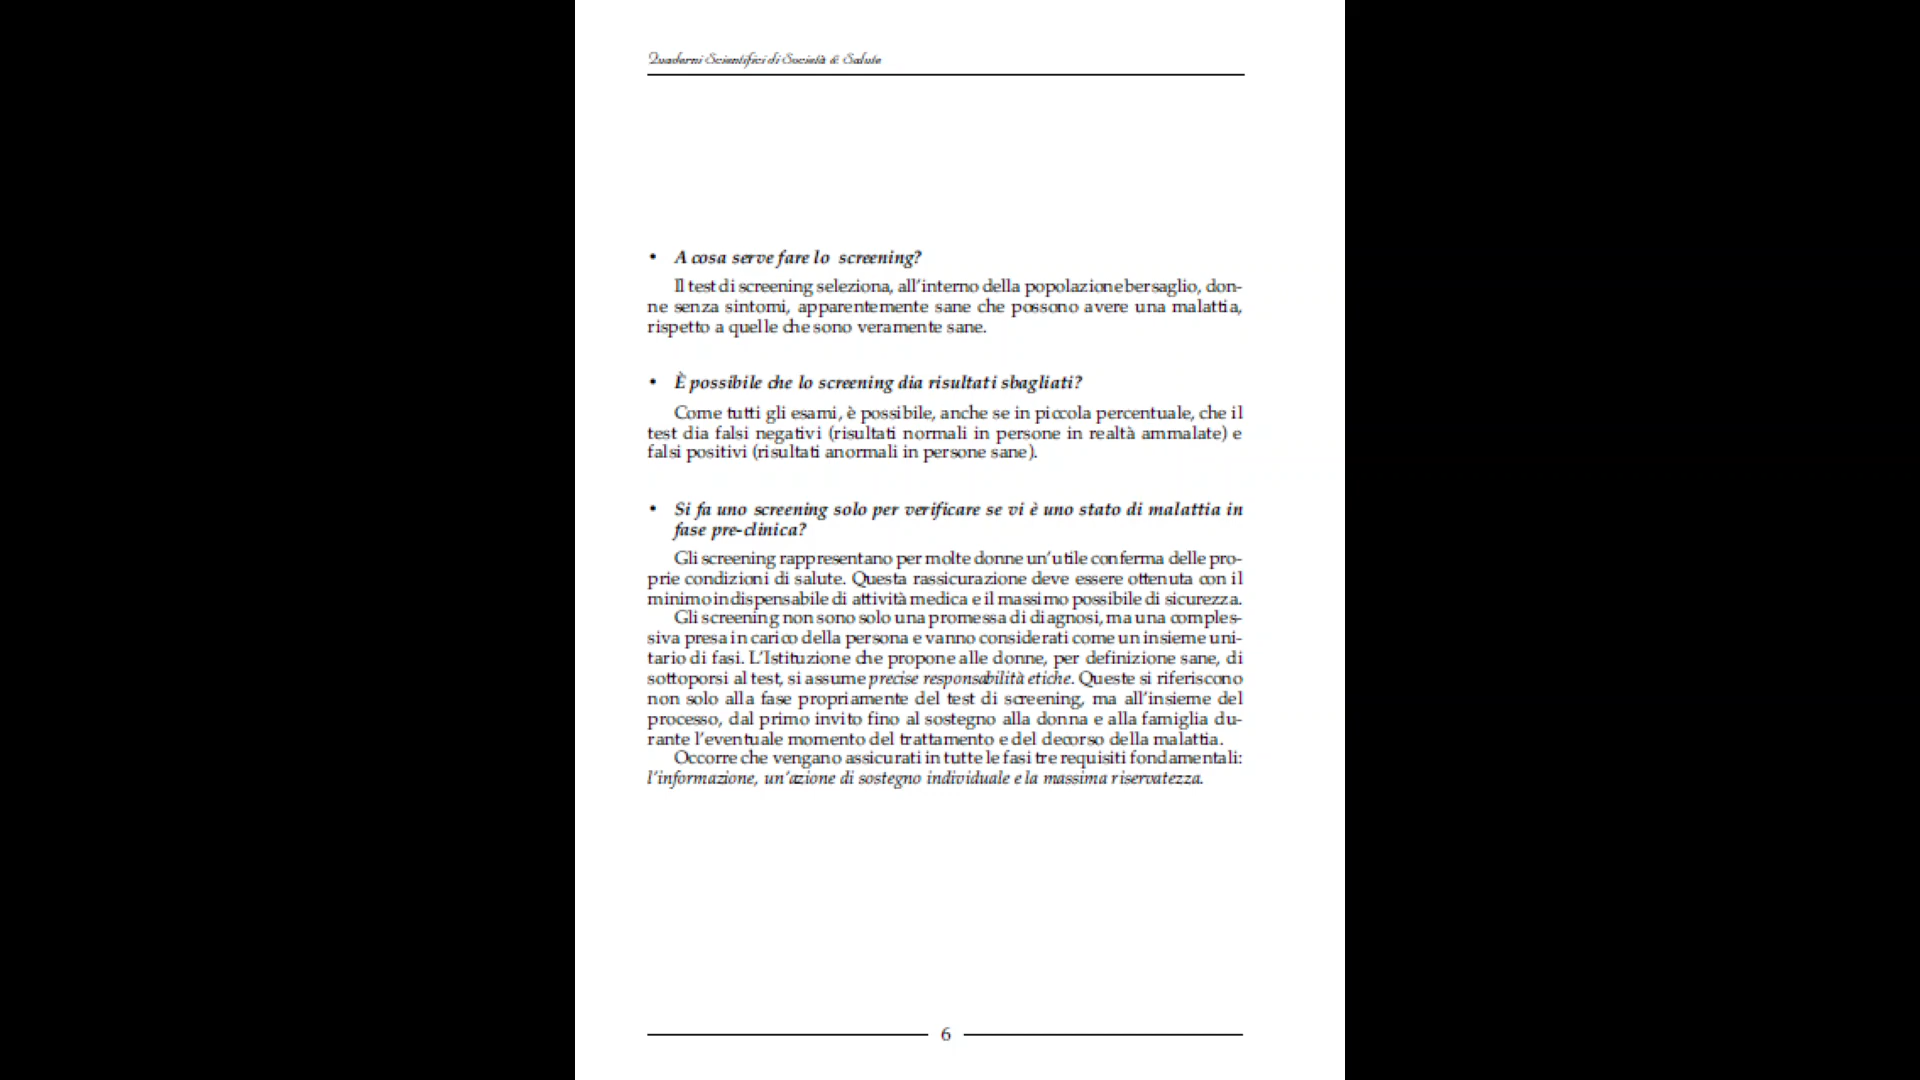 Quaderni Scientifici di Società & Salute
• A cosa serve fare lo screening?
Il test di screening seleziona, all'interno della popolazione bersaglio, don-
ne senza sintomi, apparentemente sane che possono avere una malattia,
rispetto a quelle che sono veramente sane.
• È possibile che lo screening dia risultati sbagliati?
Come tutti gli esami, è possibile, anche se in piccola percentuale, che il
test dia falsi negativi (risultati normali in persone in realtà ammalate) e
falsi positivi (risultati anormali in persone sane).
• Si fa uno screening solo per verificare se vi è uno stato di malattia in
fase pre-clinica?
Gli screening rappresentano per molte donne un'utile conferma delle pro-
prie condizioni di salute. Questa rassicurazione deve essere ottenuta con il
minimo indispensabile di attività medica e il massimo possibile di sicurezza.
Gli screening non sono solo una promessa di diagnosi, ma una comples-
siva presa in carico della persona e vanno considerati come un insieme uni-
tario di fasi. L'Istituzione che propone alle donne, per definizione sane, di
sottoporsi al test, si assume precise responsabilità etiche. Queste si riferiscono
non solo alla fase propriamente del test di screening, ma all'insieme del
processo, dal primo invito fino al sostegno alla donna e alla famiglia du-
rante l'eventuale momento del trattamento e del decorso della malattia.
Occorre che vengano assicurati in tutte le fasi tre requisiti fondamentali:
l'informazione, un'azione di sostegno individuale e la massima riservatezza.
6